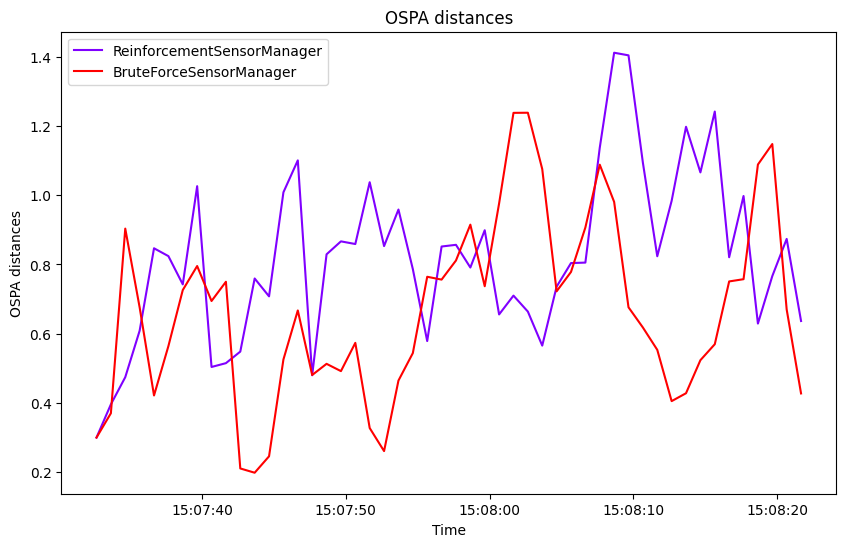 OSPA distances
ReinforcementSensorManager
BruteForceSensorManager
OSPA distances
1.4
1.2
1.0
0.8
0.6
0.4
0.2
15:07:40 15:07:50 15:08:00 15:08:10 15:08:20
Time